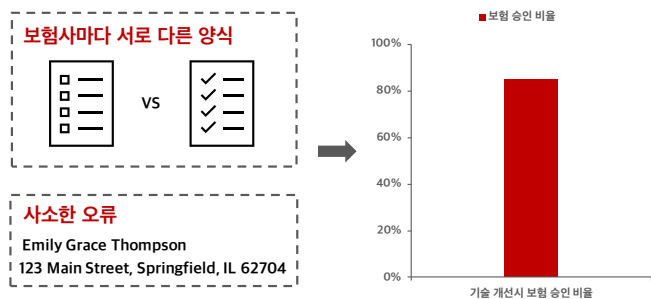 보험사마다 서로 다른 양식
VS
사소한 오류
Emily Grace Thompson
123 Main Street, Springfield, IL 62704
보험 승인 비율
100%
80%
60%
40%
20%
0%
기술 개선시 보험 승인 비율